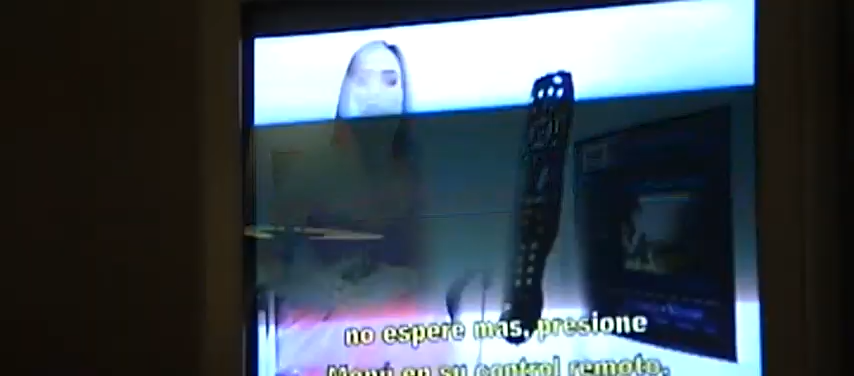 no espere mas, presione
Menú en su control remoto.